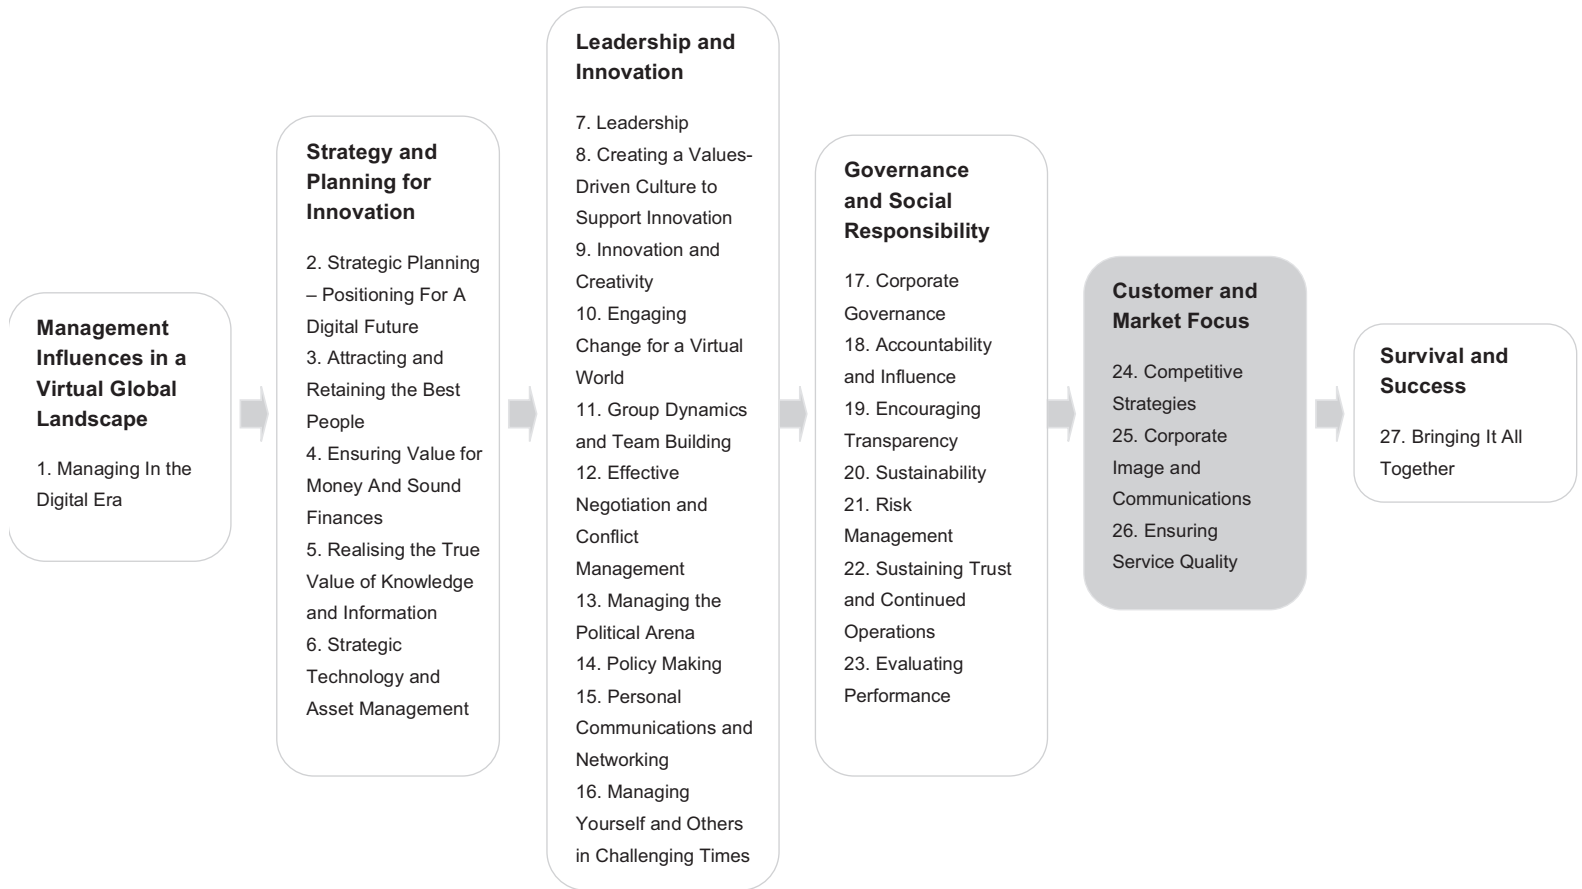 Management
Influences in a
Virtual Global
Landscape
1. Managing In the
Digital Era
Strategy and
Planning for
Innovation
2. Strategic Planning
– Positioning For A
Digital Future
3. Attracting and
Retaining the Best
People
4. Ensuring Value for
Money And Sound
Finances
5. Realising the True
Value of Knowledge
and Information
6. Strategic
Technology and
Asset Management
Leadership and
Innovation
7. Leadership
8. Creating a Values-
Driven Culture to
Support Innovation
9. Innovation and
Creativity
10. Engaging
Change for a Virtual
World
11. Group Dynamics
and Team Building
12. Effective
Negotiation and
Conflict
Management
13. Managing the
Political Arena
14. Policy Making
15. Personal
Communications and
Networking
16. Managing
Yourself and Others
in Challenging Times
Governance
and Social
Responsibility
17. Corporate
Governance
18. Accountability
and Influence
19. Encouraging
Transparency
20. Sustainability
21. Risk
Management
22. Sustaining Trust
and Continued
Operations
23. Evaluating
Performance
Customer and
Market Focus
24. Competitive
Strategies
25. Corporate
Image and
Communications
26. Ensuring
Service Quality
Survival and
Success
27. Bringing It All
Together